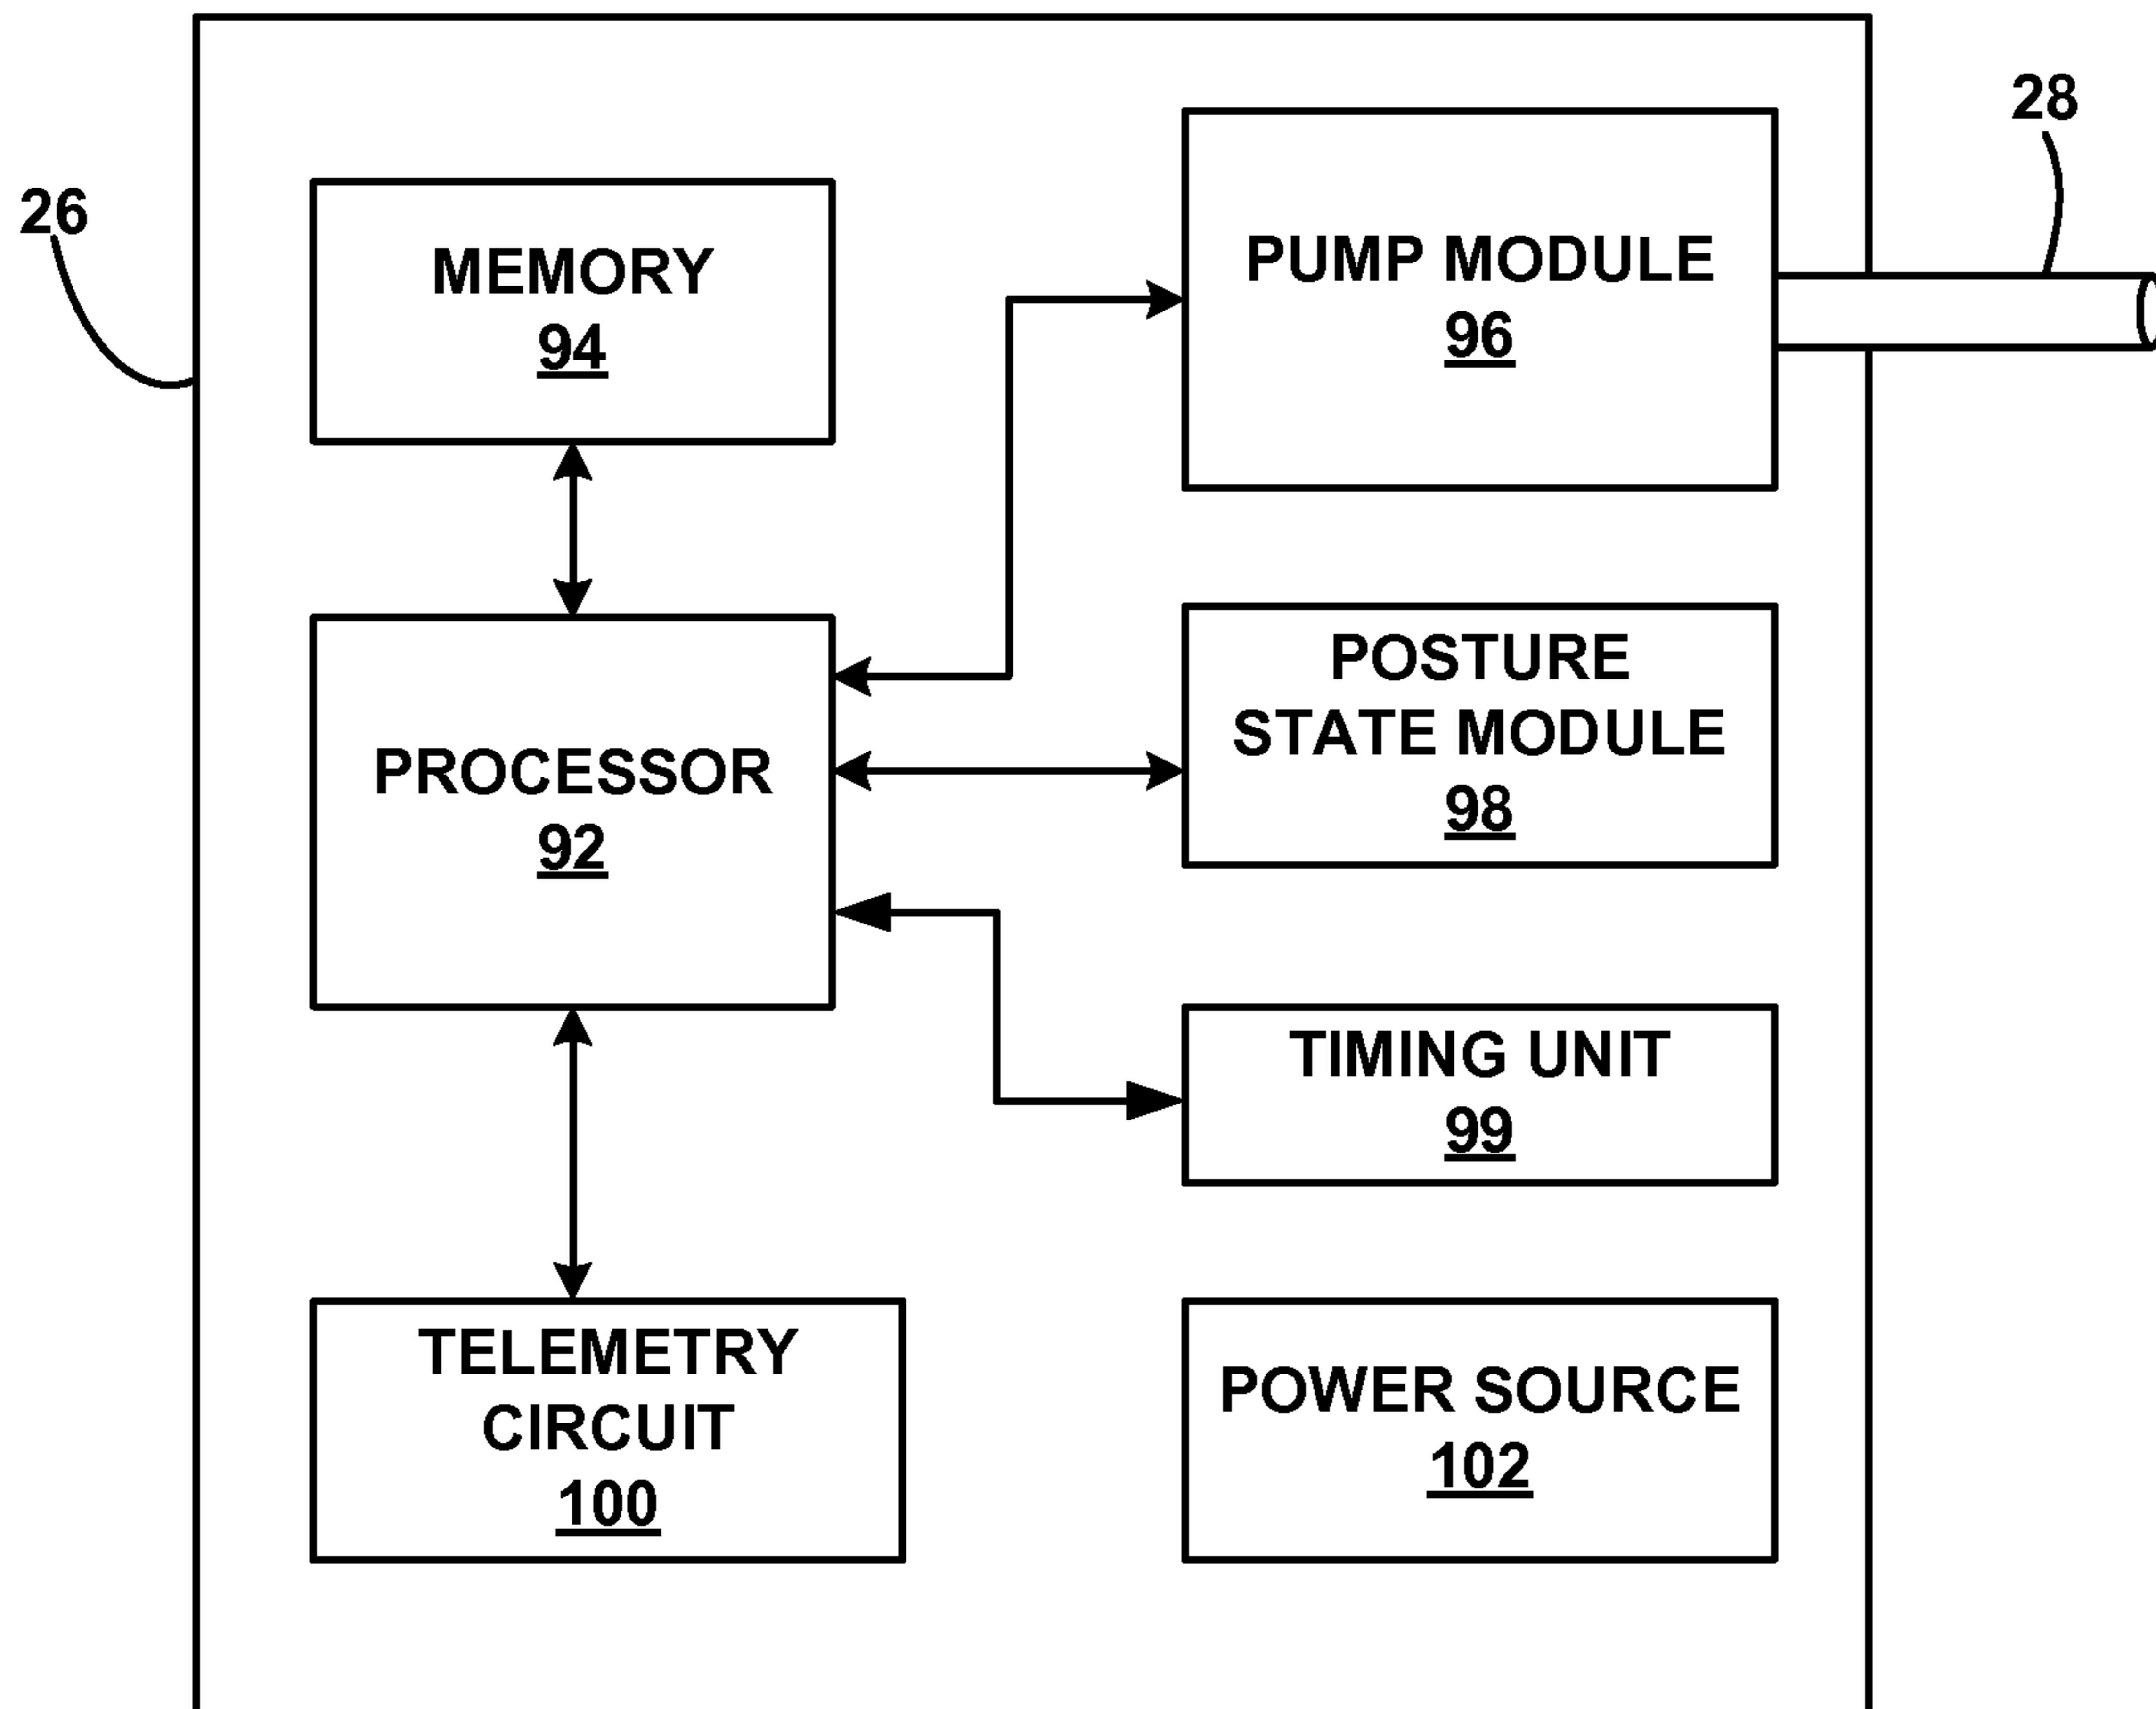 26
28
MEMORY
94
PUMP MODULE
96
PROCESSOR
92
POSTURE
STATE MODULE
98
TIMING UNIT
99
TELEMETRY
CIRCUIT
100
POWER SOURCE
102